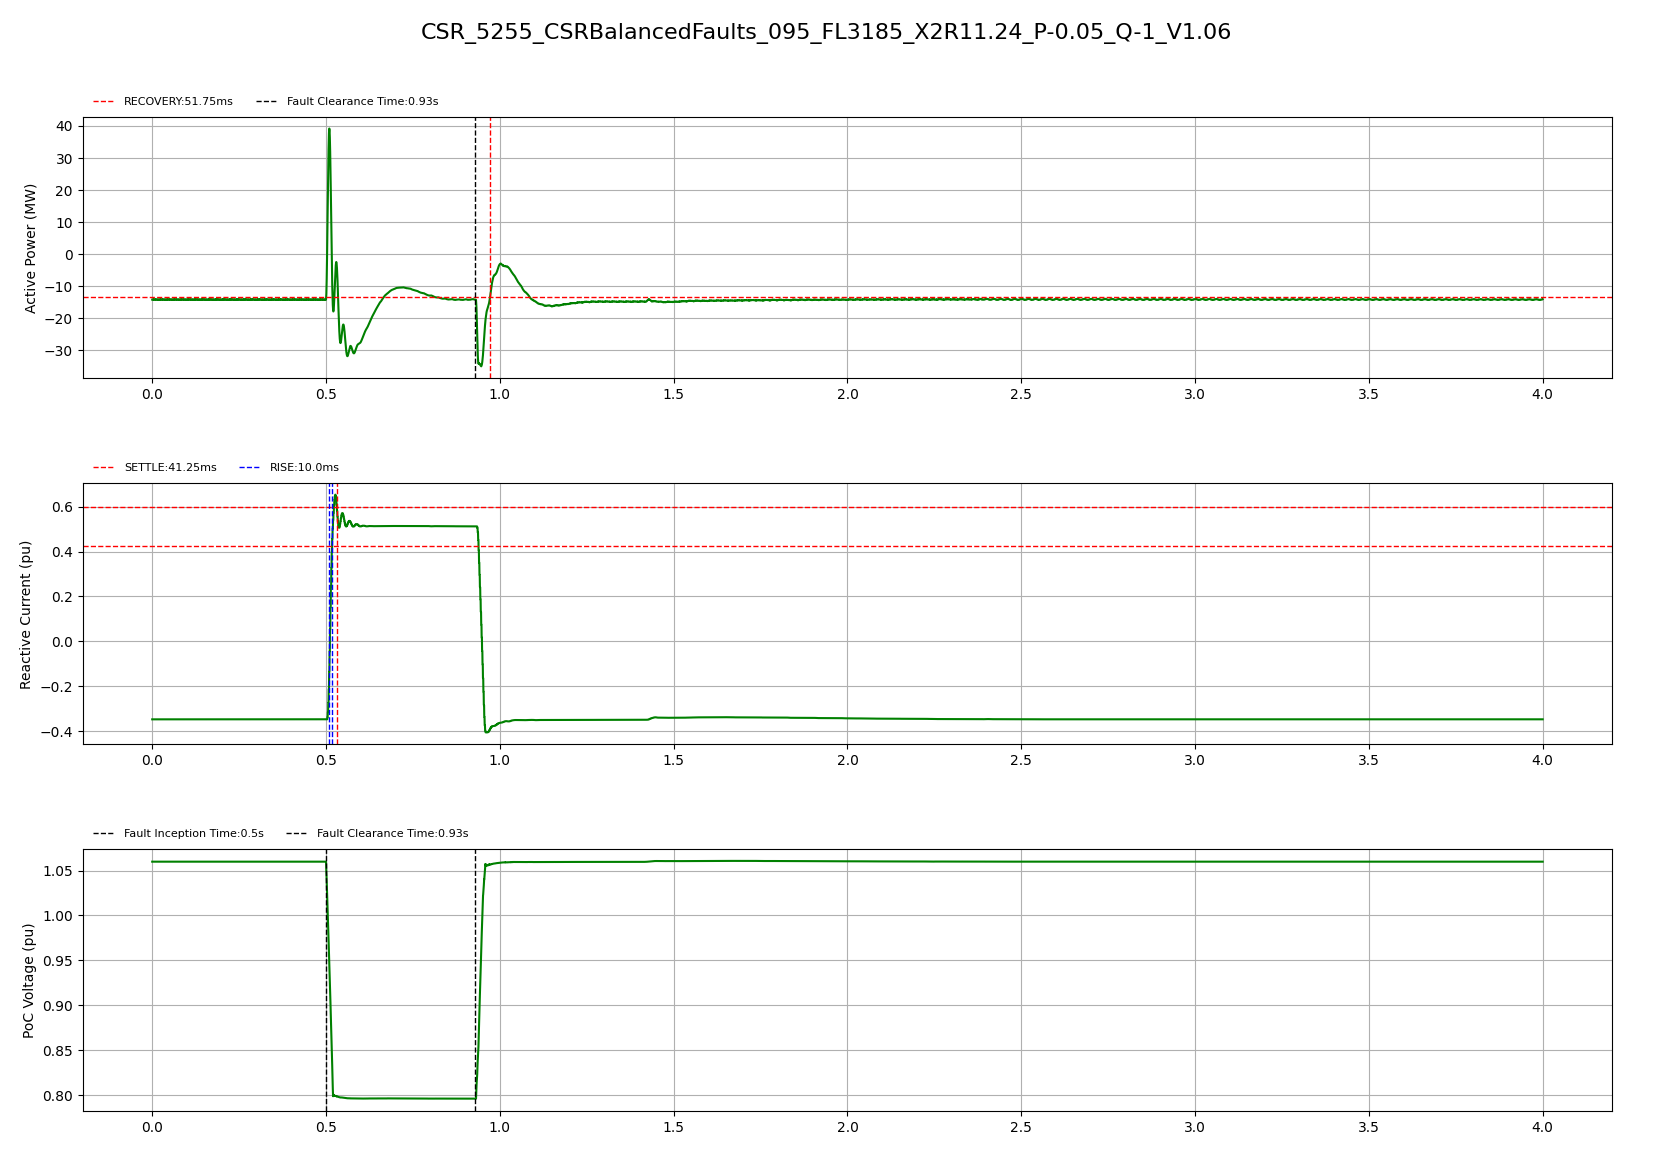 CSR_5255_CSRBalancedFaults_095_FL3185_X2R11.24_P-0.05_Q-1_V1.06
RECOVERY:51.75ms Fault Clearance Time:0.93s
Active Power (MW)
40
30
20
10
0
−10
−20
−30
0.0 0.5 1.0 1.5 2.0 2.5 3.0 3.5 4.0
SETTLE:41.25ms RISE:10.0ms
Reactive Current (pu)
0.6
0.4
0.2
0.0
−0.2
−0.4
0.0 0.5 1.0 1.5 2.0 2.5 3.0 3.5 4.0
Fault Inception Time:0.5s Fault Clearance Time:0.93s
PoC Voltage (pu)
1.05
1.00
0.95
0.90
0.85
0.80
0.0 0.5 1.0 1.5 2.0 2.5 3.0 3.5 4.0